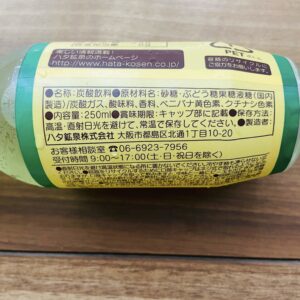 楽しい情報が満載
ハタ鉱泉のホームページ
http://www.hata-kosen.co.jp/
PET
容器のリサイクルに
ご協力をお願いします。
●名称:炭酸飲料●原材料名:砂糖・ぶどう糖果糖液糖(国内
製造)/炭酸ガス、酸味料、香料、ベニバナ黄色素、クチナシ色素
●内容量:250ml●賞味期限:キャップ部に記載●保存方法:
高温・直射日光を避けて、常温で保存してください。●製造者:
ハタ鉱泉株式会社 大阪市都島区北通1丁目10-20
お客様相談室 ☎06-6923-7956
受付時間 9:00~17:00(土・日・祝日を除く)